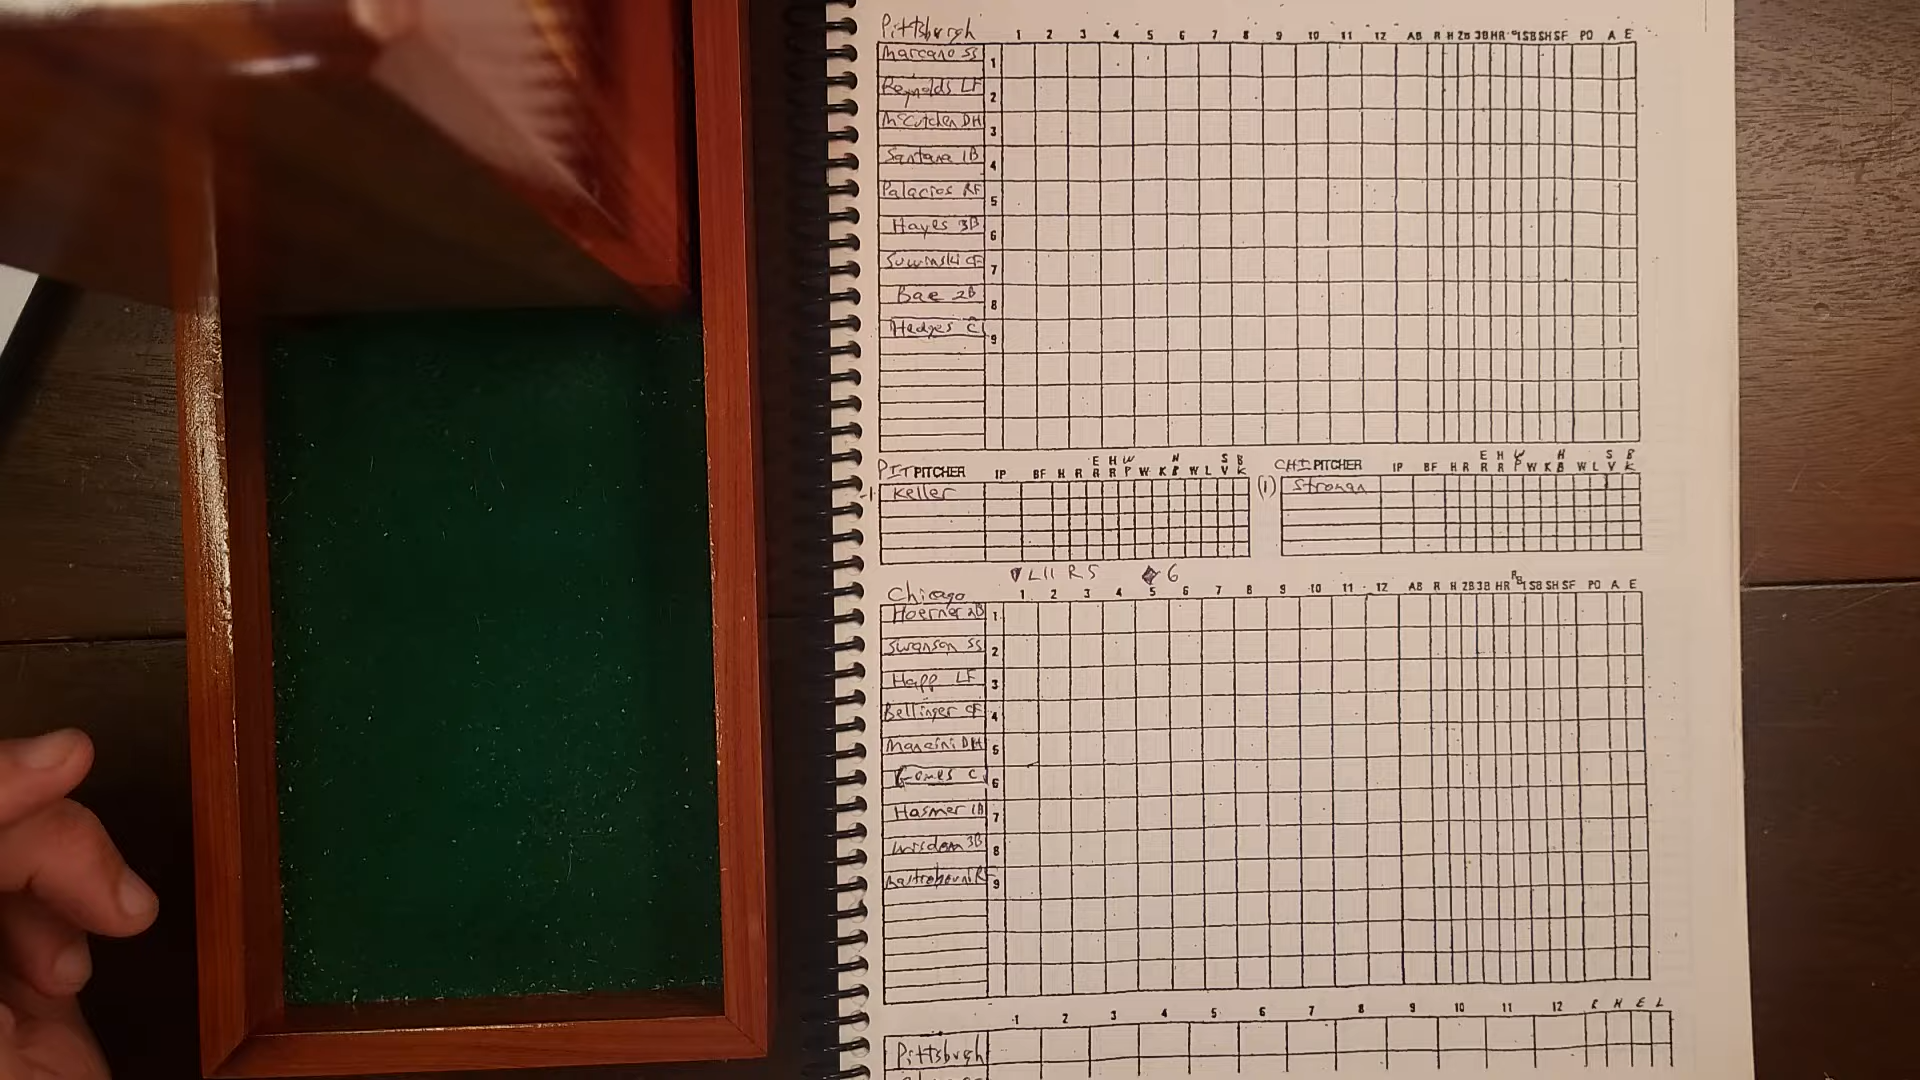 Pittsburgh 1 2 3 4 5 6 7 8 9 10 11 12 AB R H 2B 3B HR SB SH SF PO A E
Marcano SS 1
Reynolds LF 2
McCutchen DH 3
Santana 1B 4
Palacios RF 5
Hayes 3B 6
Suwinski CF 7
Bae 2B 8
Hedges C 9
PIT PITCHER IP BF H R ER HR WP W K HB W L SV BK
Keller
CHI PITCHER IP BF H R ER HR WP W K HB W L SV BK
(1) Stroman
L11 R5 6
Chicago 1 2 3 4 5 6 7 8 9 10 11 12 AB R H 2B 3B HR RBI SB SH SF PO A E
Hoerner 2B 1
Swanson SS 2
Happ LF 3
Bellinger CF 4
Mancini DH 5
Gomes C 6
Hosmer 7
Wisdom 3B 8
Mastrobuoni RF 9
1 2 3 4 5 6 7 8 9 10 11 12 R H E L
Pittsburgh